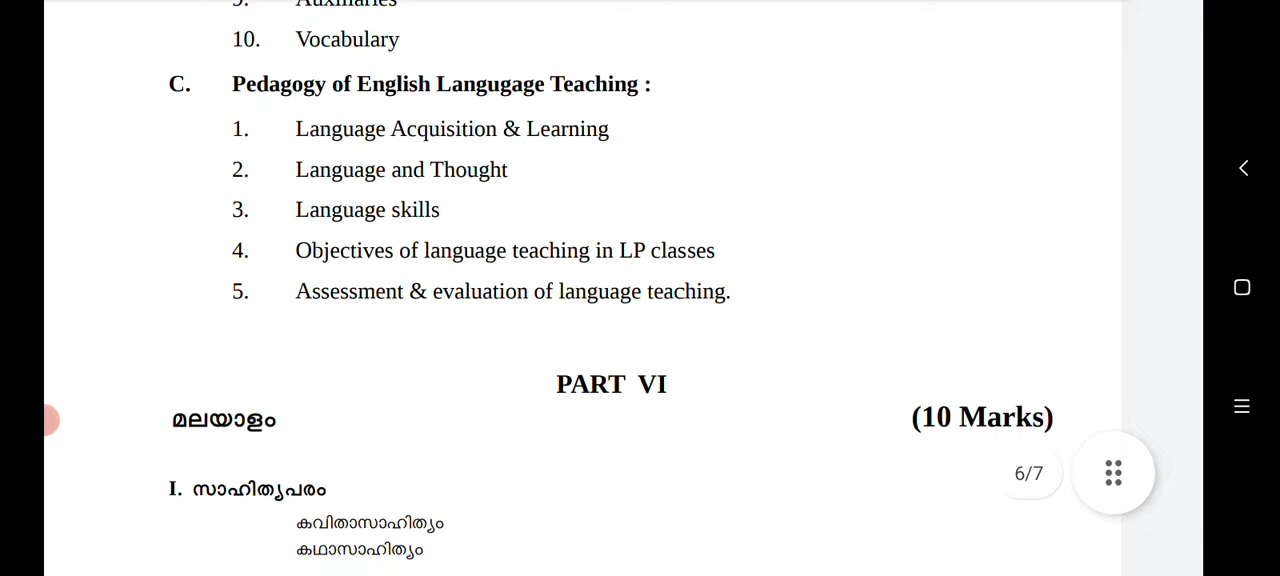 9. Auxiliaries
10. Vocabulary
C. Pedagogy of English Langugage Teaching :
1. Language Acquisition & Learning
2. Language and Thought
3. Language skills
4. Objectives of language teaching in LP classes
5. Assessment & evaluation of language teaching.
PART VI
മലയാളം (10 Marks)
6/7
I. സാഹിത്യപരം
കവിതാസാഹിത്യം
കഥാസാഹിത്യം